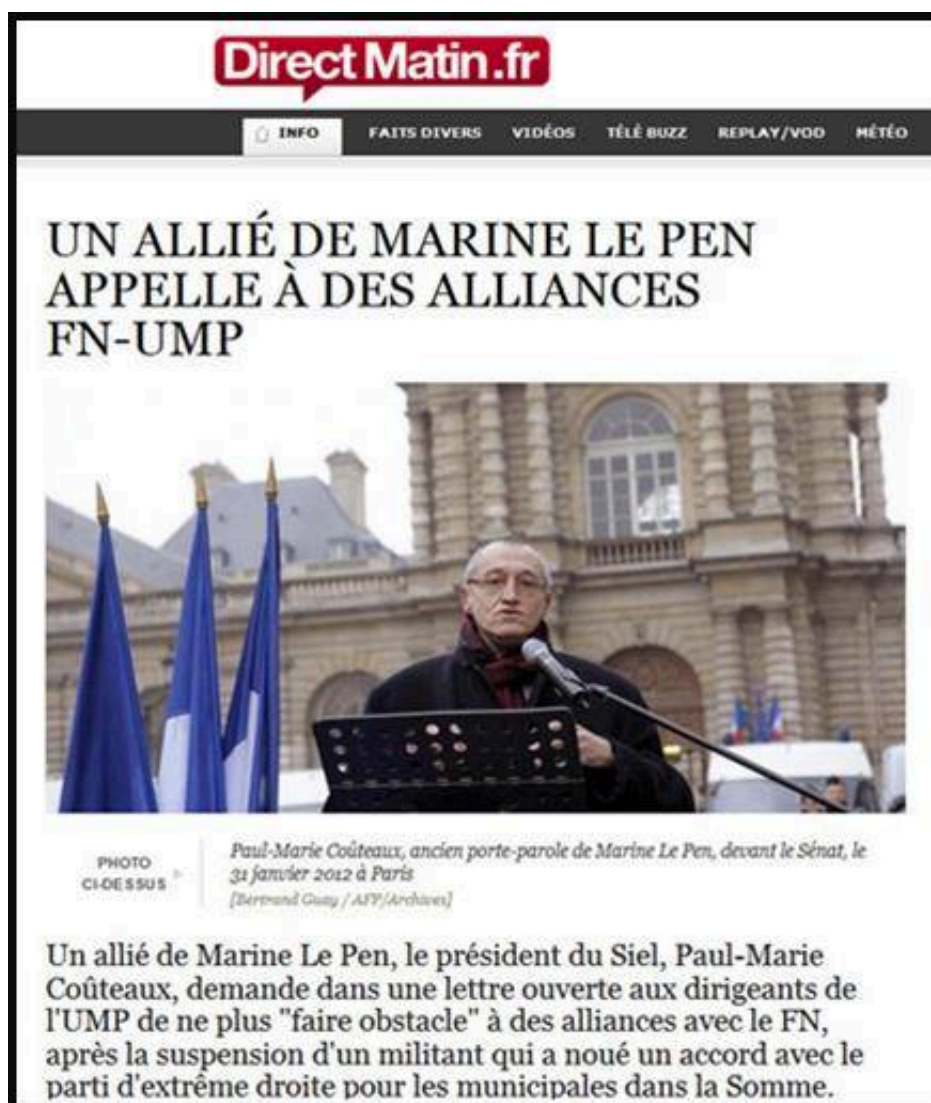 DirectMatin.fr
INFO FAITS DIVERS VIDÉOS TÉLÉ BUZZ REPLAY/VOD MÉTÉO
UN ALLIÉ DE MARINE LE PEN
APPELLE À DES ALLIANCES
FN-UMP
PHOTO
CI-DESSUS
Paul-Marie Coûteaux, ancien porte-parole de Marine Le Pen, devant le Sénat, le
31 janvier 2012 à Paris
[Bertrand Guay / AFP/Archives]
Un allié de Marine Le Pen, le président du Siel, Paul-Marie
Coûteaux, demande dans une lettre ouverte aux dirigeants de
l'UMP de ne plus "faire obstacle" à des alliances avec le FN,
après la suspension d'un militant qui a noué un accord avec le
parti d'extrême droite pour les municipales dans la Somme.